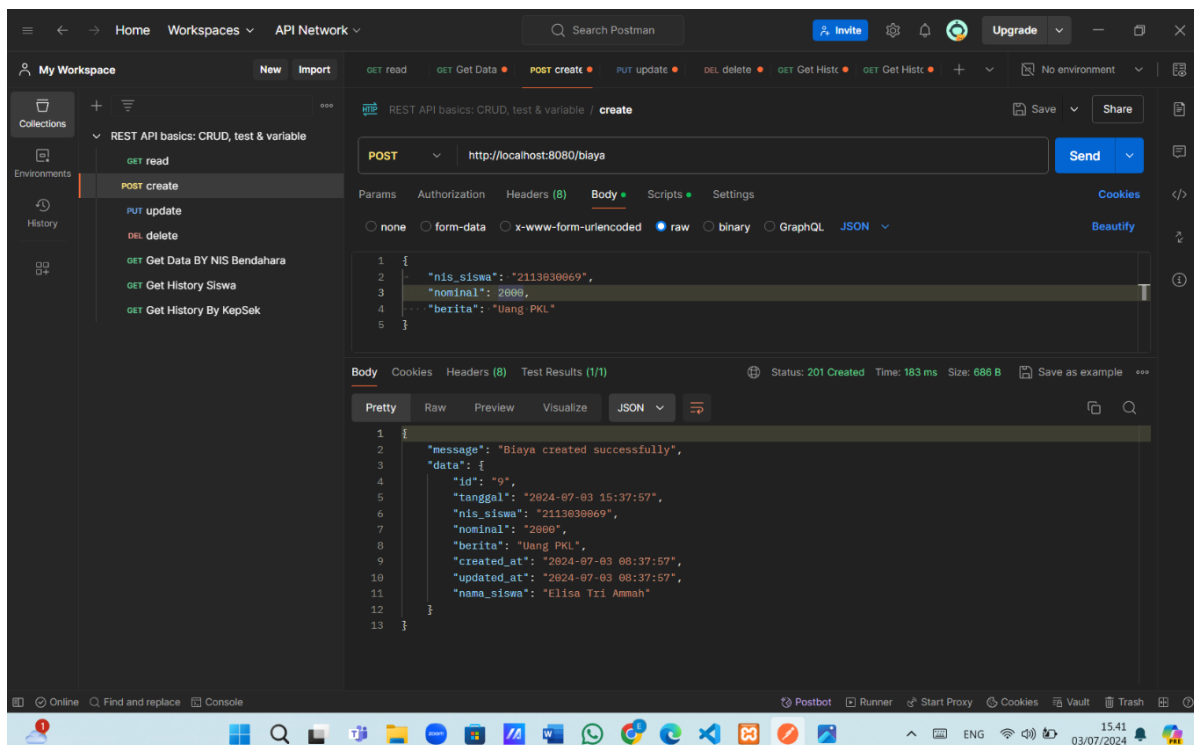 Home Workspaces API Network Search Postman Invite Upgrade
My Workspace New Import GET read GET Get Data POST create PUT update DEL delete GET Get Histc GET Get Histc No environment
Collections
Environments
History
REST API basics: CRUD, test & variable
GET read
POST create
PUT update
DEL delete
GET Get Data BY NIS Bendahara
GET Get History Siswa
GET Get History By KepSek
HTTP REST API basics: CRUD, test & variable / create Save Share
POST http://localhost:8080/biaya Send
Params Authorization Headers (8) Body Scripts Settings Cookies
none form-data x-www-form-urlencoded raw binary GraphQL JSON Beautify
1 {
2 "nis_siswa": "2113030069",
3 "nominal": 2000,
4 "berita": "Uang PKL"
5 }
Body Cookies Headers (8) Test Results (1/1) Status: 201 Created Time: 183 ms Size: 686 B Save as example
Pretty Raw Preview Visualize JSON
1 {
2 "message": "Biaya created successfully",
3 "data": {
4 "id": "9",
5 "tanggal": "2024-07-03 15:37:57",
6 "nis_siswa": "2113030069",
7 "nominal": "2000",
8 "berita": "Uang PKL",
9 "created_at": "2024-07-03 08:37:57",
10 "updated_at": "2024-07-03 08:37:57",
11 "nama_siswa": "Elisa Tri Ammah"
12 }
13 }
Online Find and replace Console Postbot Runner Start Proxy Cookies Vault Trash
1 zoom ENG 15.41
03/07/2024 PRE